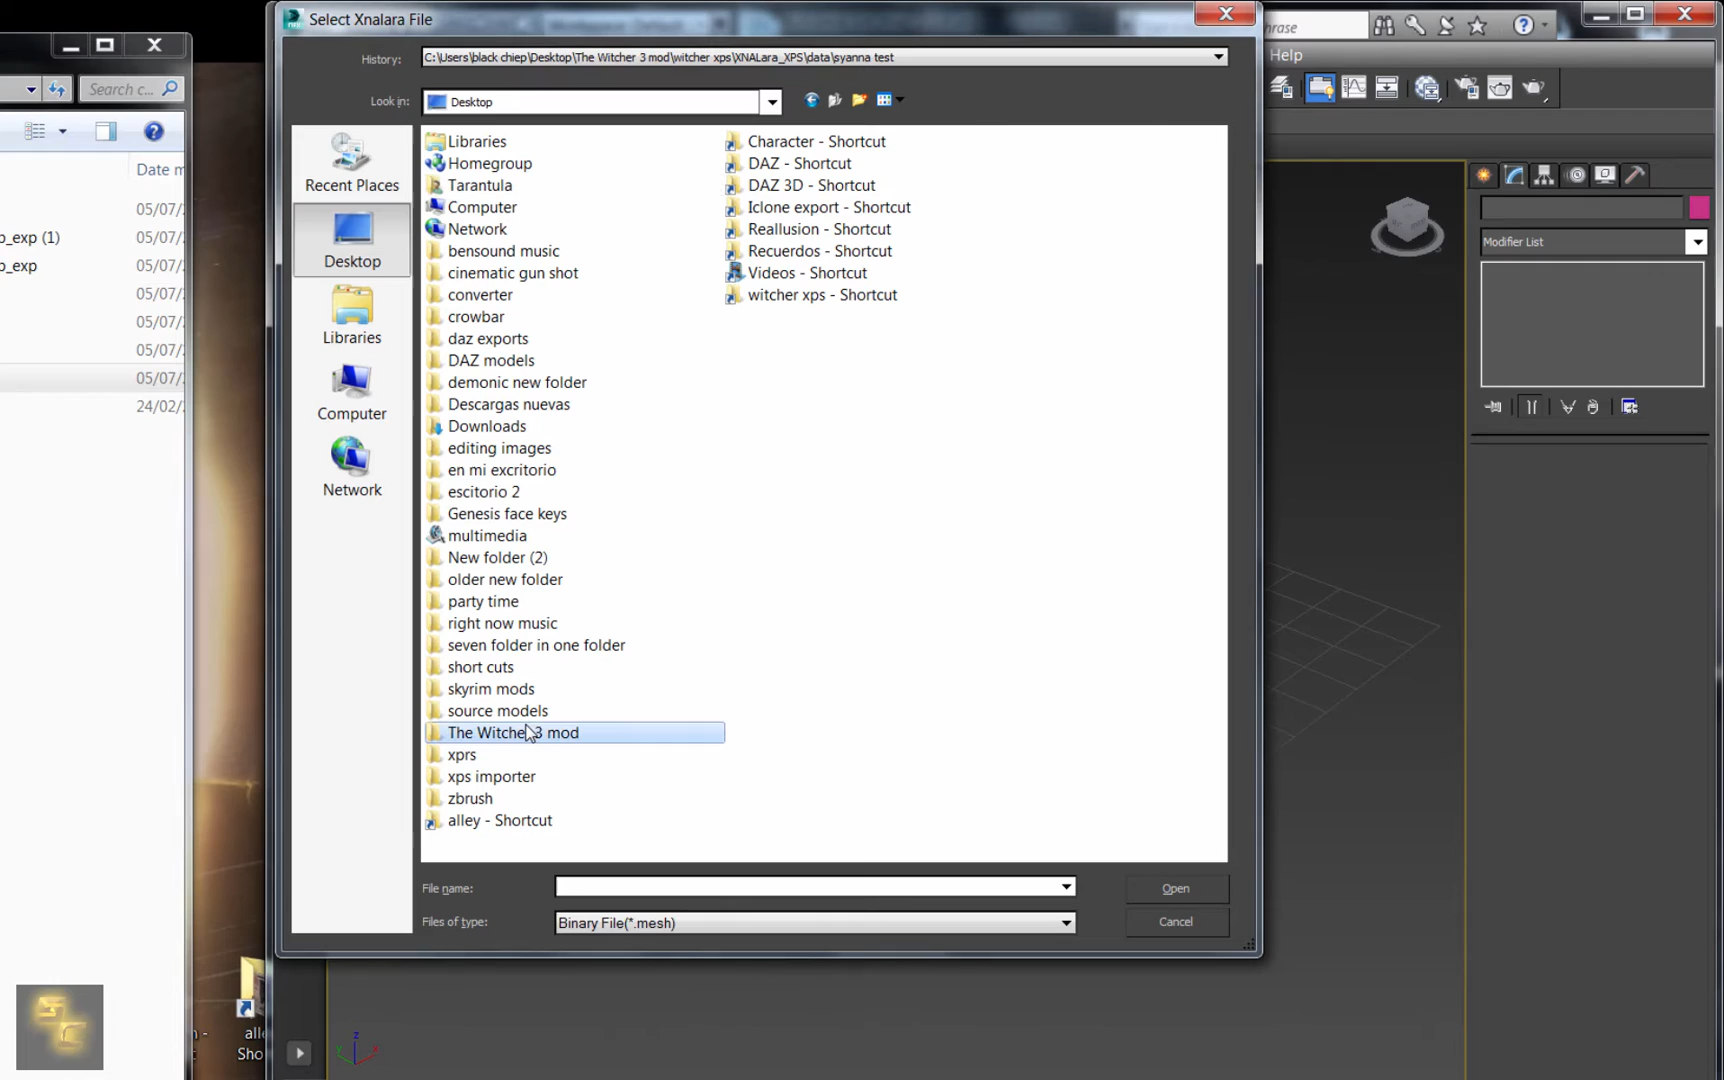 Select Xnalara File
History: C:\Users\black chiep\Desktop\The Witcher 3 mod\witcher xps\XNALara_XPS\data\syanna test
Look in: Desktop
Help
Search c...
Date m
05/07/
p_exp (1) 05/07/
p_exp 05/07/
05/07/
05/07/
05/07/
05/07/
24/02/2
Recent Places
Desktop
Libraries
Computer
Network
Libraries
Homegroup
Tarantula
Computer
Network
bensound music
cinematic gun shot
converter
crowbar
daz exports
DAZ models
demonic new folder
Descargas nuevas
Downloads
editing images
en mi excritorio
escitorio 2
Genesis face keys
multimedia
New folder (2)
older new folder
party time
right now music
seven folder in one folder
short cuts
skyrim mods
source models
The Witcher 3 mod
xprs
xps importer
zbrush
alley - Shortcut
Character - Shortcut
DAZ - Shortcut
DAZ 3D - Shortcut
Iclone export - Shortcut
Reallusion - Shortcut
Recuerdos - Shortcut
Videos - Shortcut
witcher xps - Shortcut
File name:
Open
Files of type: Binary File(*.mesh)
Cancel
Modifier List
alle
Sho